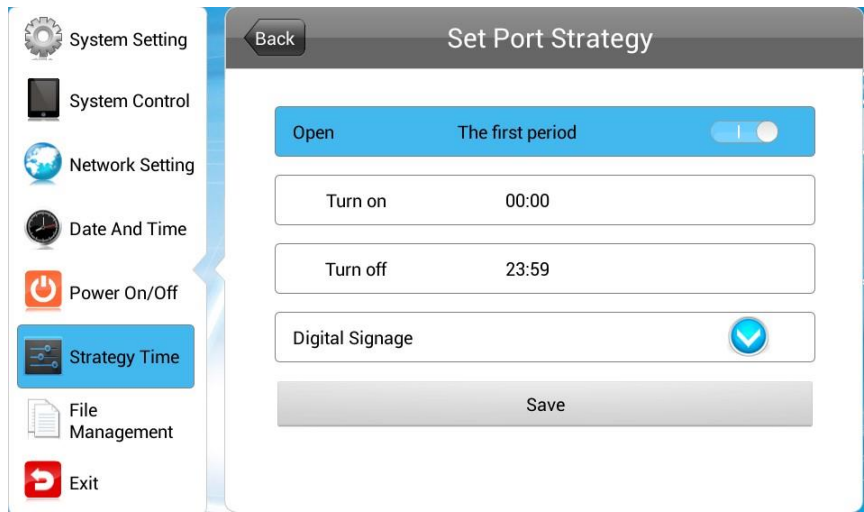 System Setting
System Control
Network Setting
Date And Time
Power On/Off
Strategy Time
File
Management
Exit
Back
Set Port Strategy
Open The first period
Turn on 00:00
Turn off 23:59
Digital Signage
Save